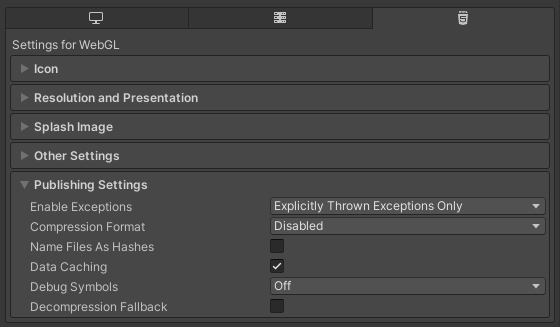 Settings for WebGL
Icon
Resolution and Presentation
Splash Image
Other Settings
Publishing Settings
Enable Exceptions Explicitly Thrown Exceptions Only
Compression Format Disabled
Name Files As Hashes
Data Caching
Debug Symbols Off
Decompression Fallback